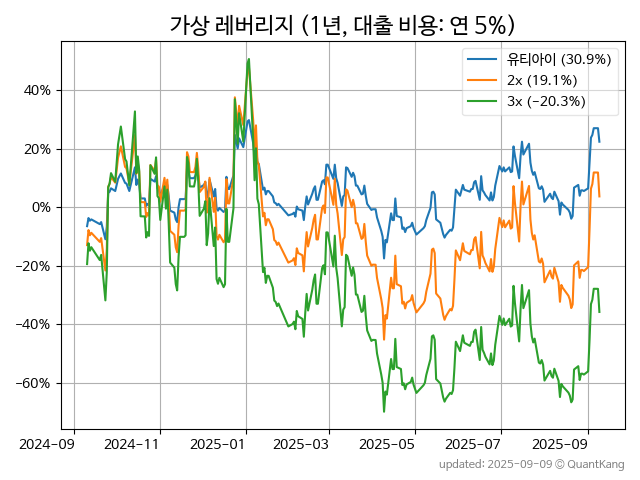 가상 레버리지 (1년, 대출 비용: 연 5%)
유티아이 (30.9%)
2x (19.1%)
3x (−20.3%)
40%
20%
0%
−20%
−40%
−60%
2024-09 2024-11 2025-01 2025-03 2025-05 2025-07 2025-09
updated: 2025-09-09 © QuantKang